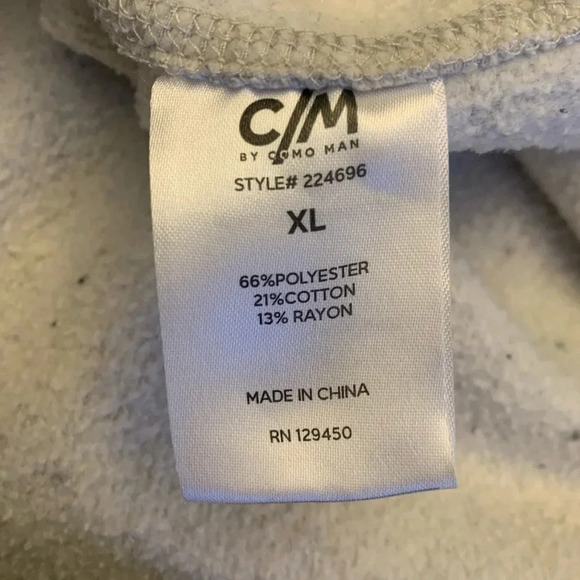 C/M
BY COMO MAN
STYLE# 224696
XL
66%POLYESTER
21%COTTON
13% RAYON
MADE IN CHINA
RN 129450